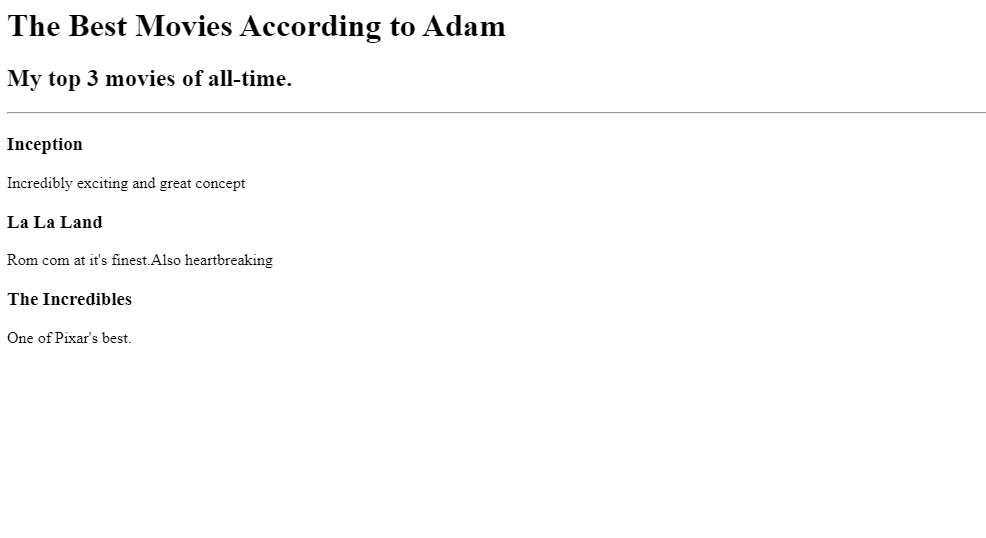 The Best Movies According to Adam
My top 3 movies of all-time.
Inception
Incredibly exciting and great concept
La La Land
Rom com at it's finest.Also heartbreaking
The Incredibles
One of Pixar's best.